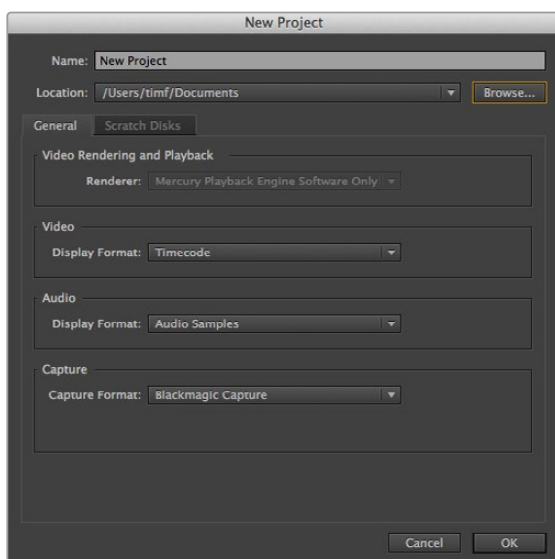 New Project
Name: New Project
Location: /Users/timf/Documents Browse...
General Scratch Disks
Video Rendering and Playback
Renderer: Mercury Playback Engine Software Only
Video
Display Format: Timecode
Audio
Display Format: Audio Samples
Capture
Capture Format: Blackmagic Capture
Cancel OK